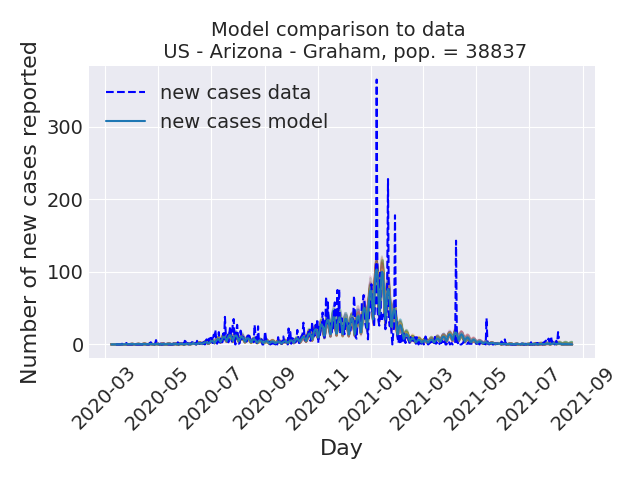 Model comparison to data
US - Arizona - Graham, pop. = 38837
new cases data
new cases model
Number of new cases reported
300
200
100
0
2020-03
2020-05
2020-07
2020-09
2020-11
2021-01
2021-03
2021-05
2021-07
2021-09
Day